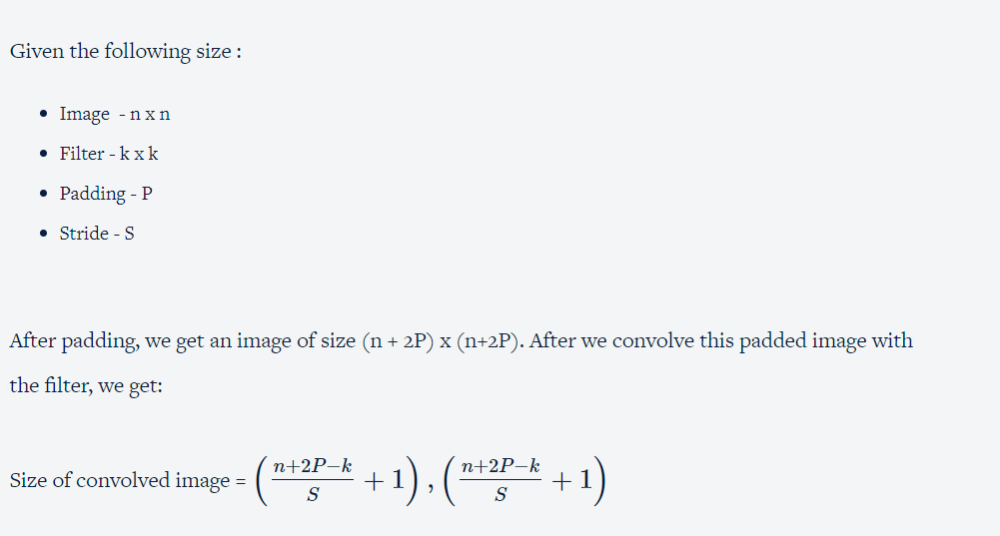 Given the following size :
• Image - n x n
• Filter - k x k
• Padding - P
• Stride - S
After padding, we get an image of size (n + 2P) x (n+2P). After we convolve this padded image with
the filter, we get:
Size of convolved image = $\left(\frac{n+2P-k}{S}+1\right),\left(\frac{n+2P-k}{S}+1\right)$